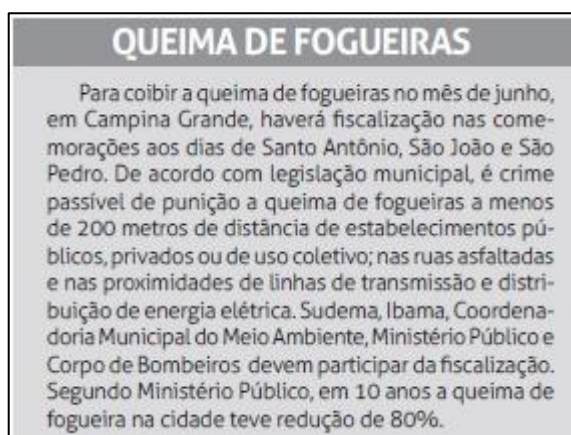 QUEIMA DE FOGUEIRAS
Para coibir a queima de fogueiras no mês de junho,
em Campina Grande, haverá fiscalização nas come-
morações aos dias de Santo Antônio, São João e São
Pedro. De acordo com legislação municipal, é crime
passível de punição a queima de fogueiras a menos
de 200 metros de distância de estabelecimentos pú-
blicos, privados ou de uso coletivo; nas ruas asfaltadas
e nas proximidades de linhas de transmissão e distri-
buição de energia elétrica. Sudema, Ibama, Coordena-
doria Municipal do Meio Ambiente, Ministério Público e
Corpo de Bombeiros devem participar da fiscalização.
Segundo Ministério Público, em 10 anos a queima de
fogueira na cidade teve redução de 80%.